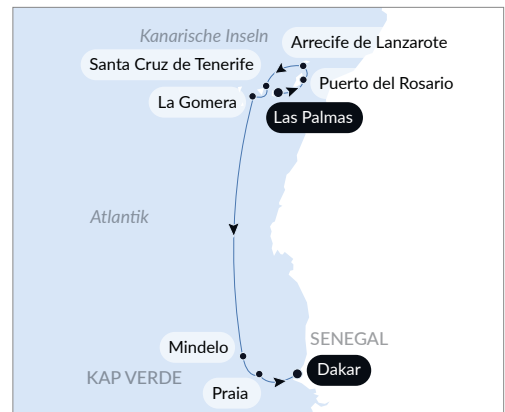 Kanarische Inseln
Arrecife de Lanzarote
Santa Cruz de Tenerife
Puerto del Rosario
La Gomera
Las Palmas
Atlantik
SENEGAL
Mindelo
Dakar
KAP VERDE
Praia